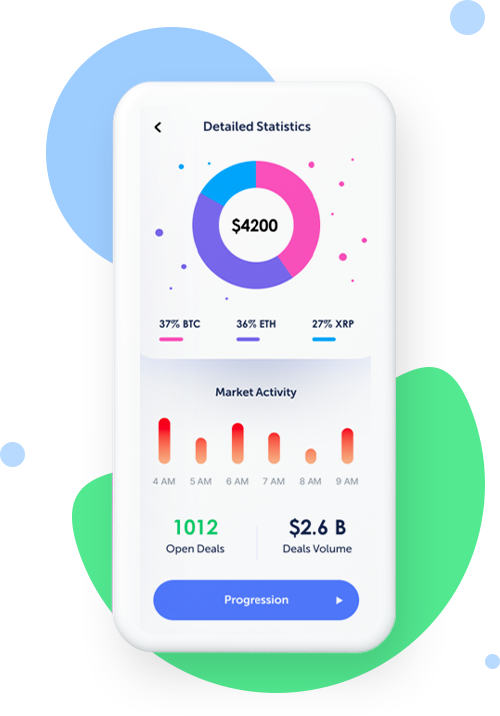 Detailed Statistics
$4200
37% BTC 36% ETH 27% XRP
Market Activity
4 AM 5 AM 6 AM 7 AM 8 AM 9 AM
1012 $2.6 B
Open Deals Deals Volume
Progression